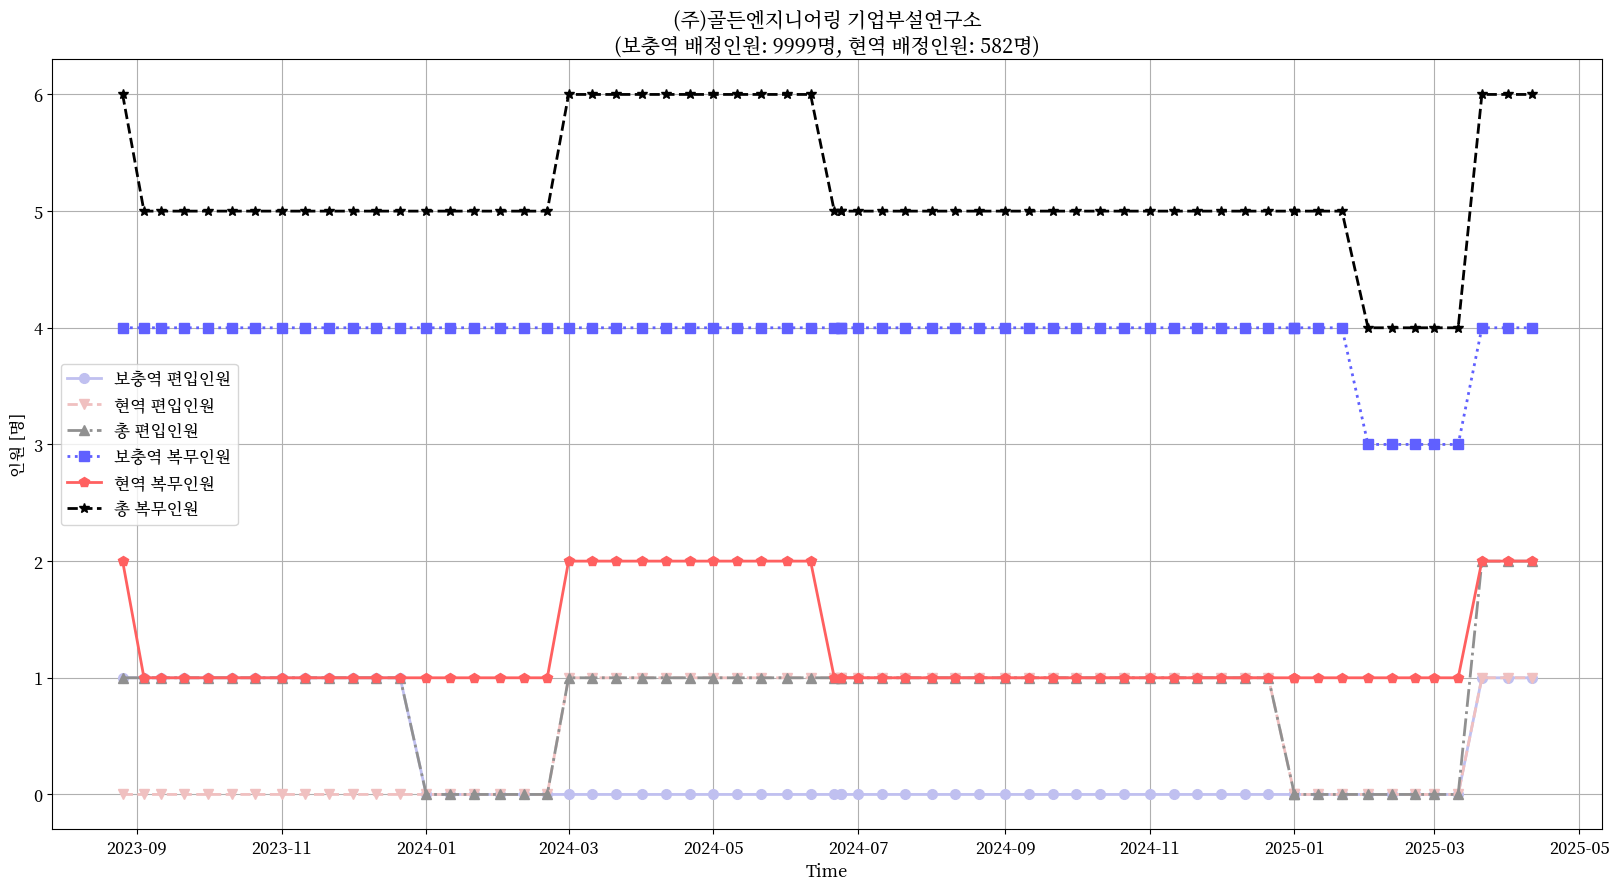 (주)골든엔지니어링 기업부설연구소
(보충역 배정인원: 9999명, 현역 배정인원: 582명)
인원 [명]
6
5
4
3
2
1
0
보충역 편입인원
현역 편입인원
총 편입인원
보충역 복무인원
현역 복무인원
총 복무인원
2023-09
2023-11
2024-01
2024-03
2024-05
2024-07
2024-09
2024-11
2025-01
2025-03
2025-05
Time